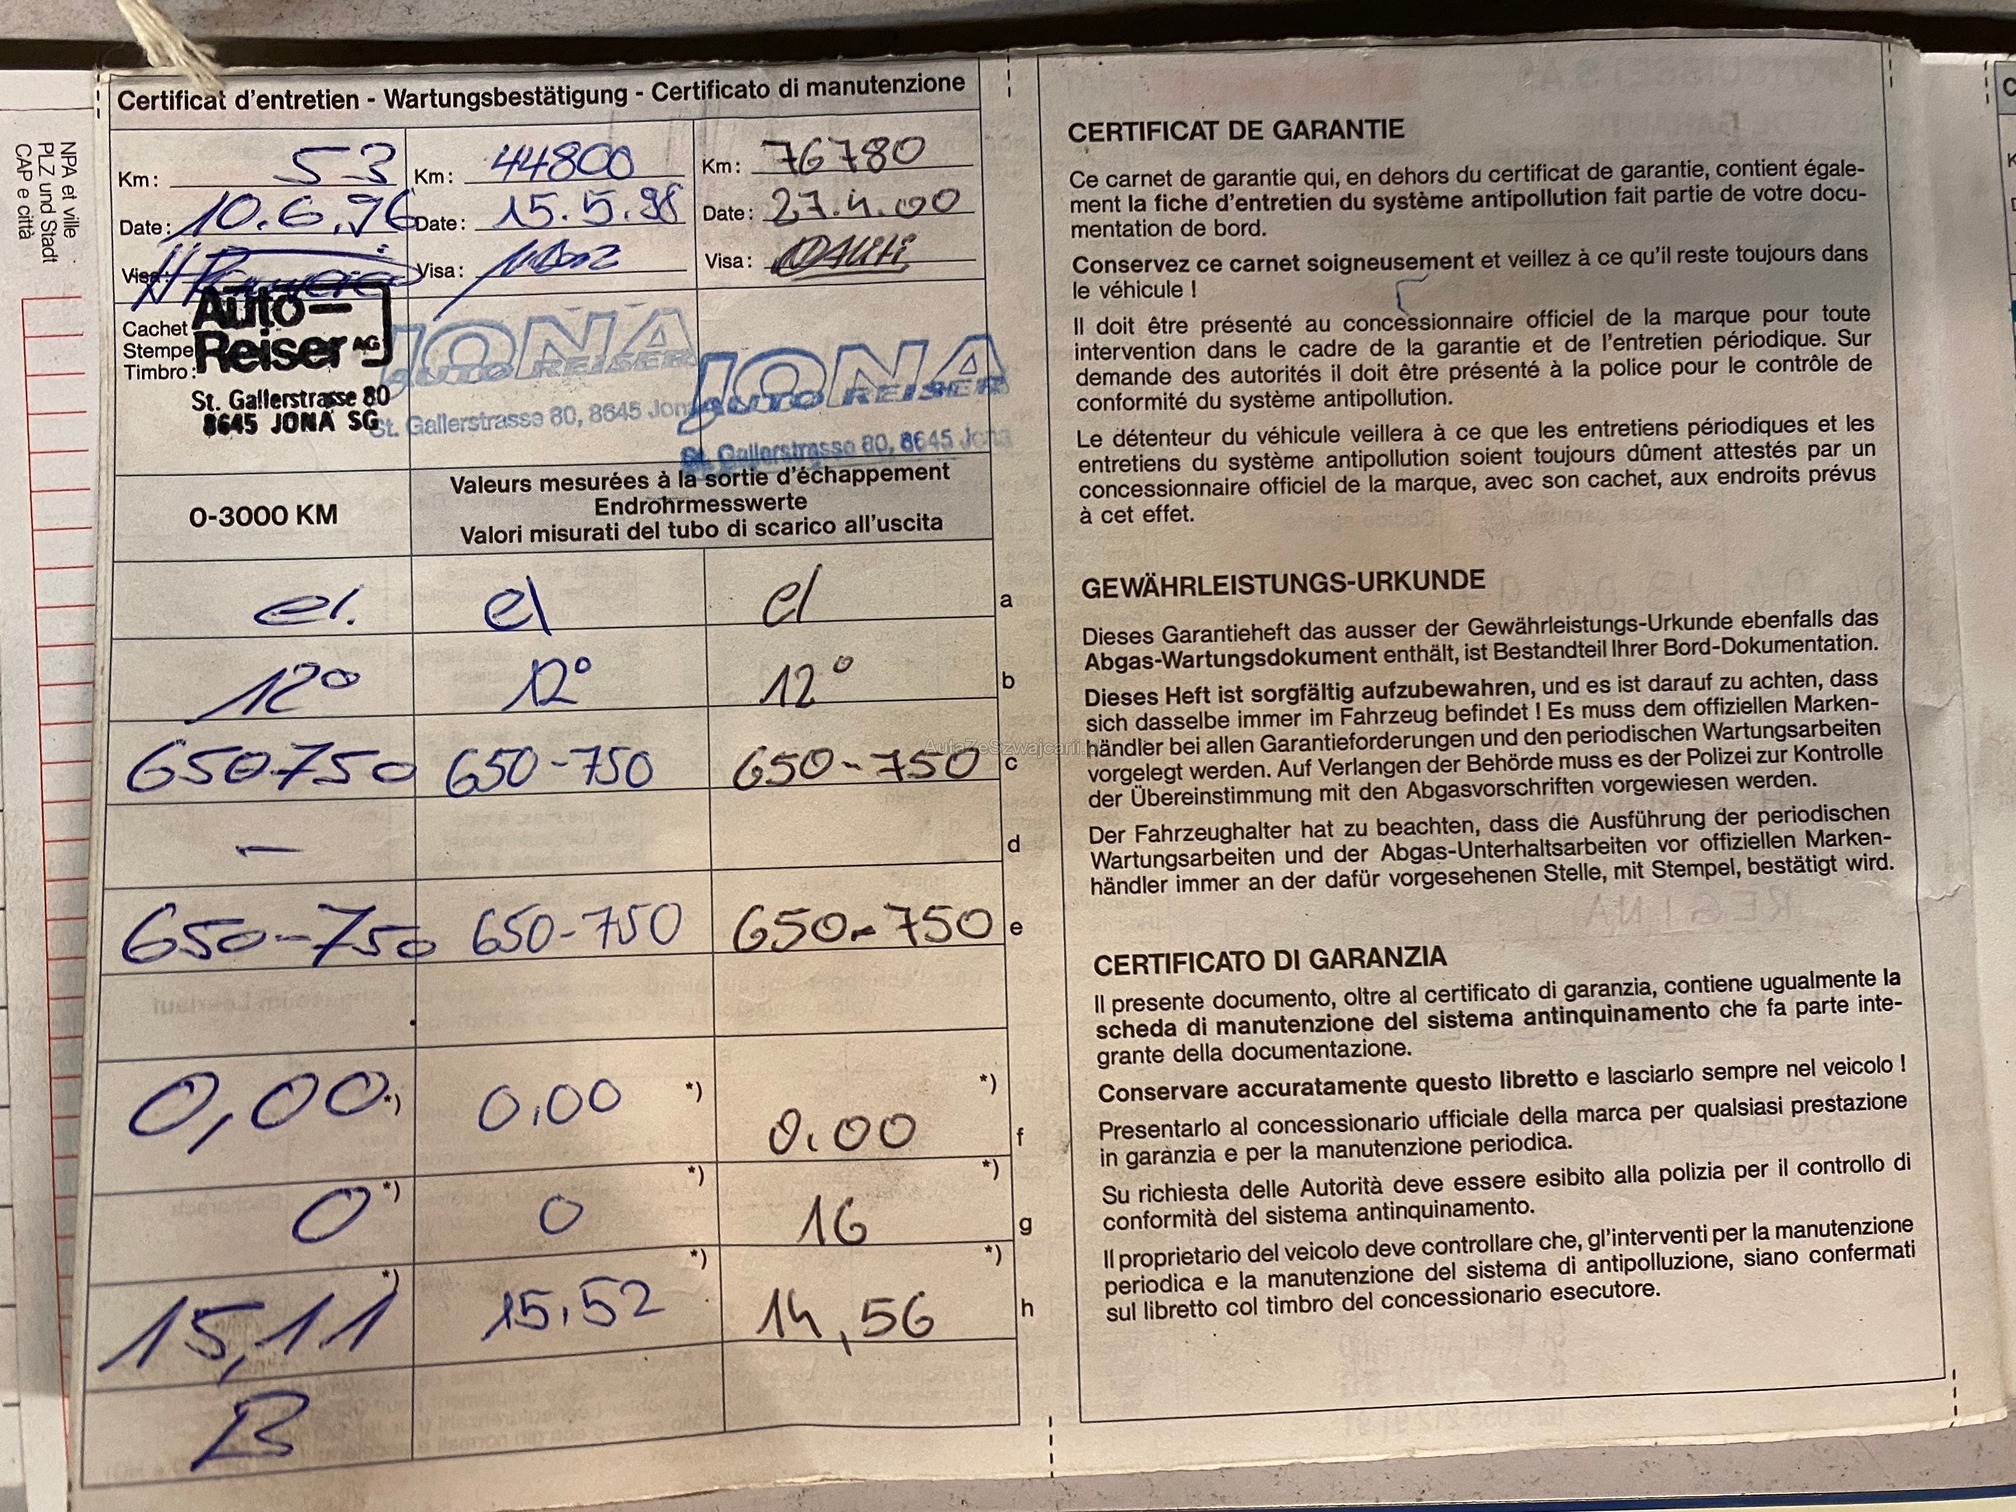 NPA et ville
PLZ und Stadt
CAP e città
Certificat d'entretien - Wartungsbestätigung - Certificato di manutenzione
Km: 53
Date: 10.6.96
Visa:
Cachet
Stempel
Timbro:
Auto-
Reiser AG
St. Gallerstrasse 80
8645 JONA SG
Km: 44800
Date: 15.5.98
Visa:
JONA
AUTO REISER
St. Gallerstrasse 80, 8645 Jona
Km: 76780
Date: 27.4.00
Visa:
JONA
AUTO REISER
St. Gallerstrasse 80, 8645 Jona
0-3000 KM
Valeurs mesurées à la sortie d'échappement
Endrohrmesswerte
Valori misurati del tubo di scarico all'uscita
el. el el a
12° 12° 12° b
650-750 650-750 650-750 c
– d
650-750 650-750 650-750 e
0,00 *) 0.00 *) 0.00 *) f
0 *) 0 *) 16 *) g
15,11 *) 15,52 *) 14,56 *) h
B
CERTIFICAT DE GARANTIE
Ce carnet de garantie qui, en dehors du certificat de garantie, contient égale-
ment la fiche d'entretien du système antipollution fait partie de votre docu-
mentation de bord.
Conservez ce carnet soigneusement et veillez à ce qu'il reste toujours dans
le véhicule !
Il doit être présenté au concessionnaire officiel de la marque pour toute
intervention dans le cadre de la garantie et de l'entretien périodique. Sur
demande des autorités il doit être présenté à la police pour le contrôle de
conformité du système antipollution.
Le détenteur du véhicule veillera à ce que les entretiens périodiques et les
entretiens du système antipollution soient toujours dûment attestés par un
concessionnaire officiel de la marque, avec son cachet, aux endroits prévus
à cet effet.
GEWÄHRLEISTUNGS-URKUNDE
Dieses Garantieheft das ausser der Gewährleistungs-Urkunde ebenfalls das
Abgas-Wartungsdokument enthält, ist Bestandteil Ihrer Bord-Dokumentation.
Dieses Heft ist sorgfältig aufzubewahren, und es ist darauf zu achten, dass
sich dasselbe immer im Fahrzeug befindet ! Es muss dem offiziellen Marken-
händler bei allen Garantieforderungen und den periodischen Wartungsarbeiten
vorgelegt werden. Auf Verlangen der Behörde muss es der Polizei zur Kontrolle
der Übereinstimmung mit den Abgasvorschriften vorgewiesen werden.
Der Fahrzeughalter hat zu beachten, dass die Ausführung der periodischen
Wartungsarbeiten und der Abgas-Unterhaltsarbeiten vor offiziellen Marken-
händler immer an der dafür vorgesehenen Stelle, mit Stempel, bestätigt wird.
CERTIFICATO DI GARANZIA
Il presente documento, oltre al certificato di garanzia, contiene ugualmente la
scheda di manutenzione del sistema antinquinamento che fa parte inte-
grante della documentazione.
Conservare accuratamente questo libretto e lasciarlo sempre nel veicolo !
Presentarlo al concessionario ufficiale della marca per qualsiasi prestazione
in garanzia e per la manutenzione periodica.
Su richiesta delle Autorità deve essere esibito alla polizia per il controllo di
conformità del sistema antinquinamento.
Il proprietario del veicolo deve controllare che, gl'interventi per la manutenzione
periodica e la manutenzione del sistema di antipolluzione, siano confermati
sul libretto col timbro del concessionario esecutore.